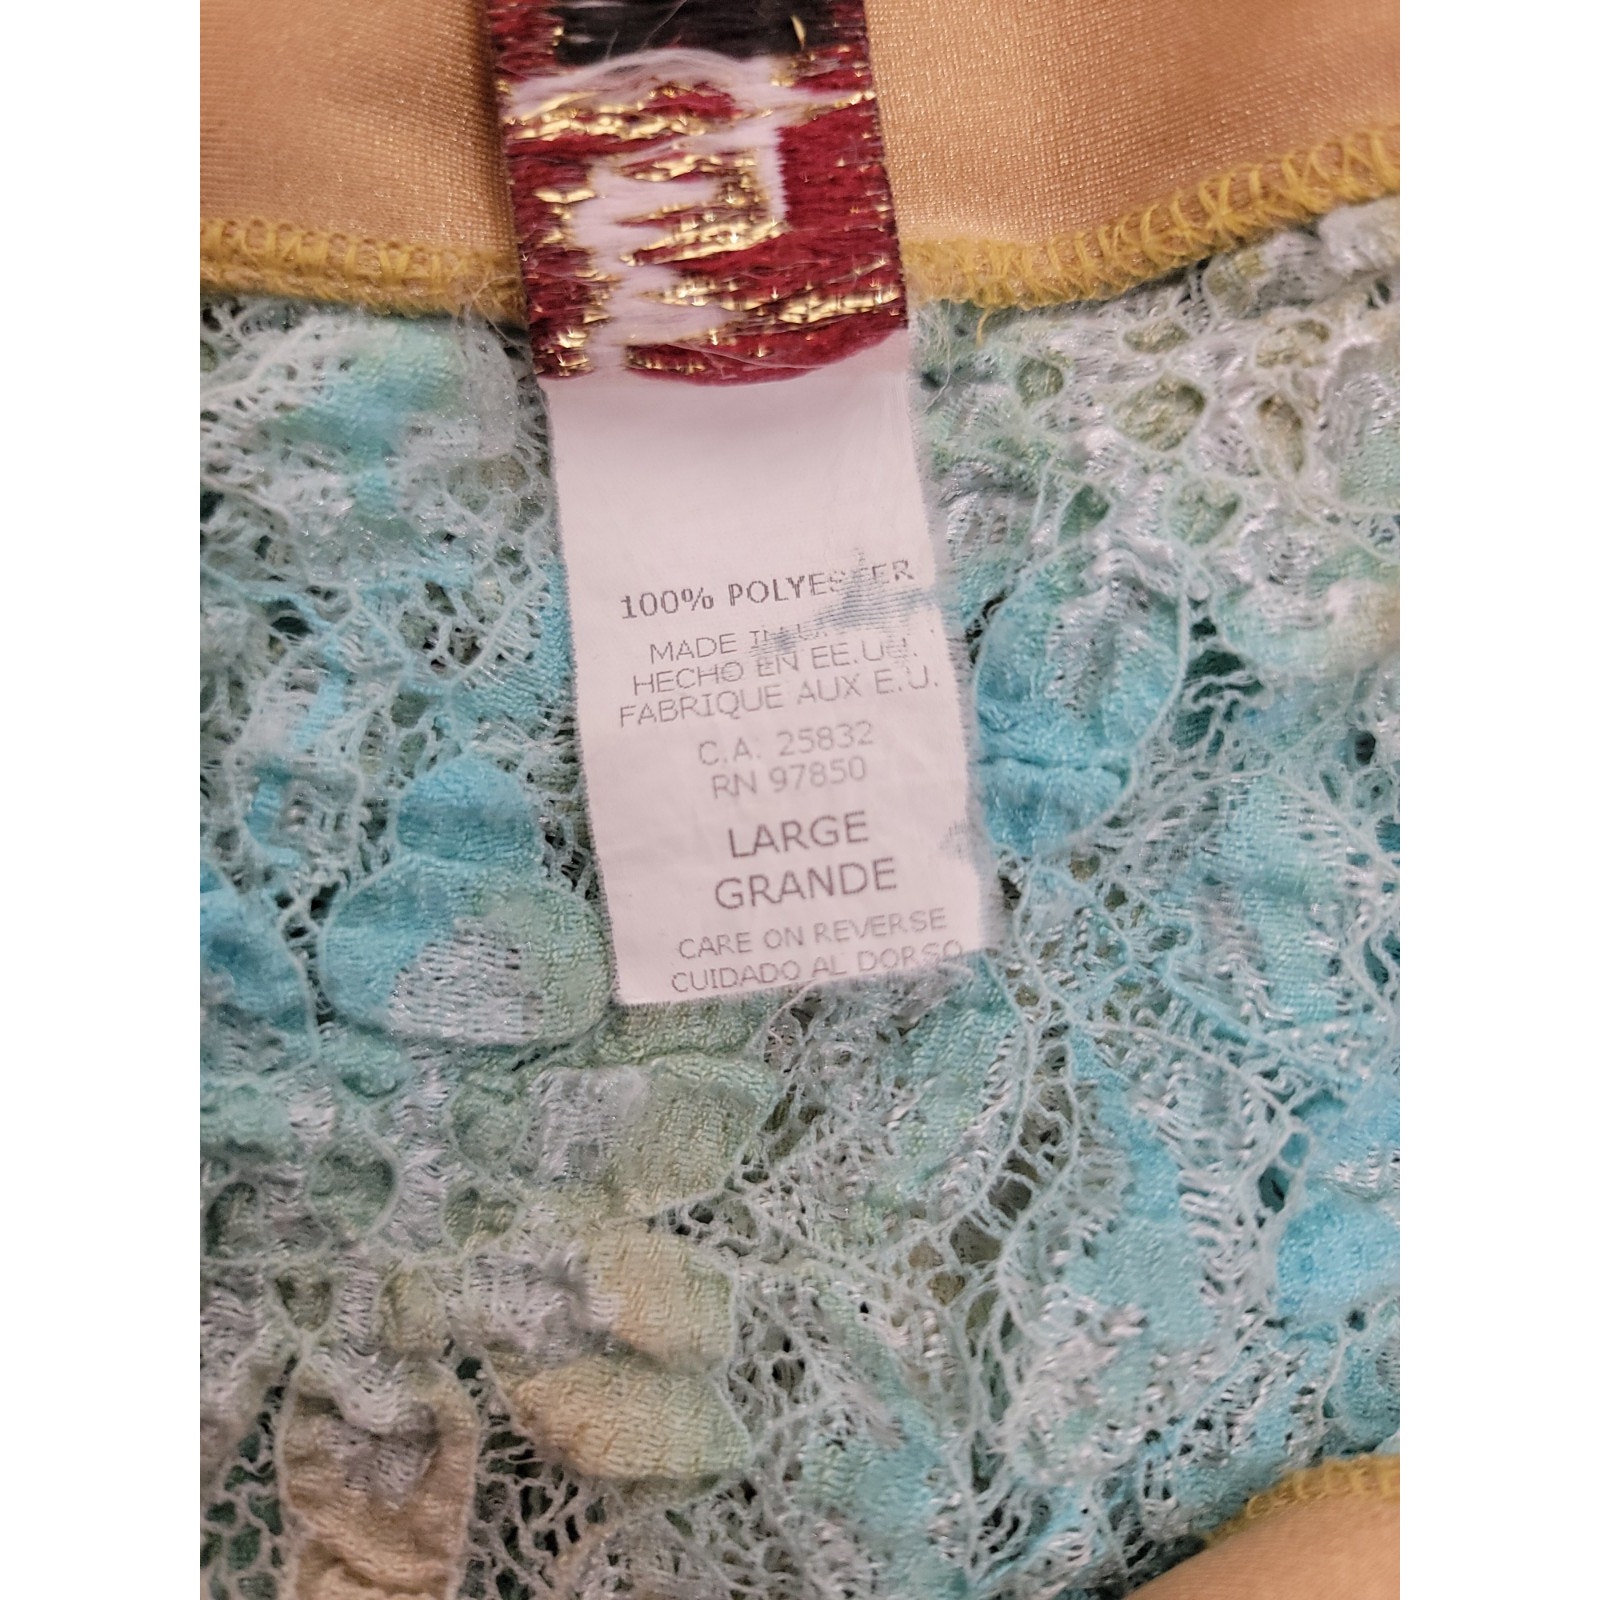 100% POLYESTER
MADE IN U.
HECHO EN EE.UU.
FABRIQUE AUX E.U.
C.A. 25832
RN 97850
LARGE
GRANDE
CARE ON REVERSE
CUIDADO AL DORSO